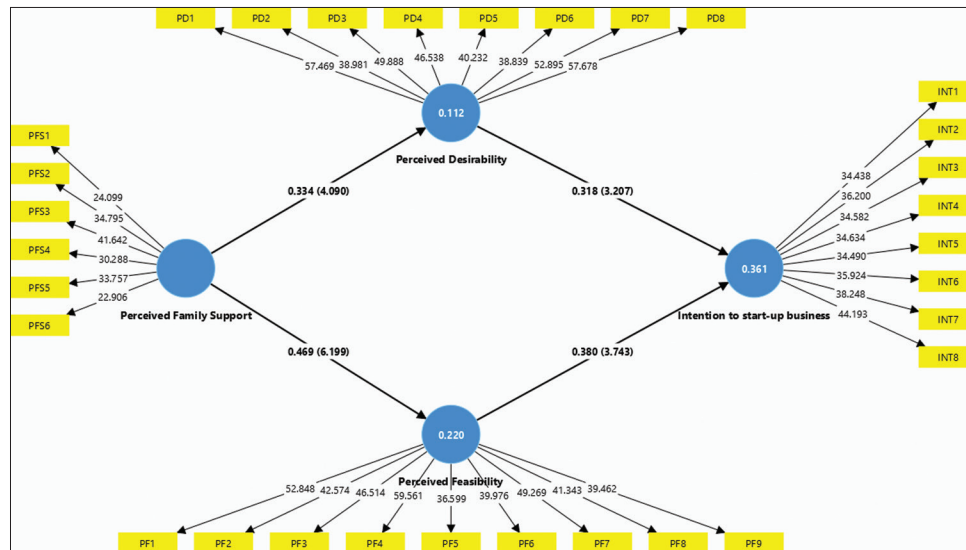 PD1 PD2 PD3 PD4 PD5 PD6 PD7 PD8
57.469 38.981 49.888 46.538 40.232 38.839 52.895 57.678
0.112
Perceived Desirability
INT1
INT2
INT3
INT4
INT5
INT6
INT7
INT8
34.438
36.200
34.582
34.634
34.490
35.924
38.248
44.193
PFS1
PFS2
PFS3
PFS4
PFS5
PFS6
24.099
34.795
41.642
30.288
33.757
22.906
0.334 (4.090)
0.318 (3.207)
0.361
Perceived Family Support
Intention to start-up business
0.469 (6.199)
0.380 (3.743)
0.220
Perceived Feasibility
52.848 42.574 46.514 59.561 36.599 39.976 49.269 41.343 39.462
PF1 PF2 PF3 PF4 PF5 PF6 PF7 PF8 PF9